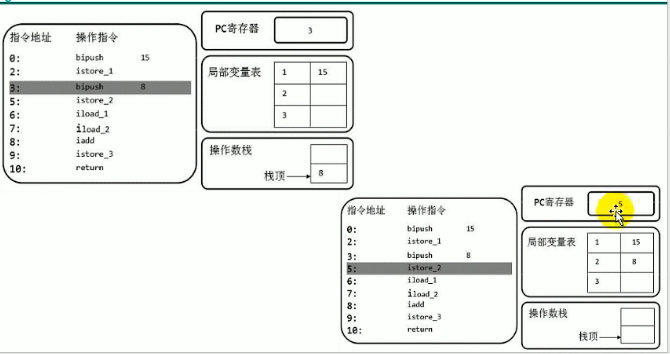 指令地址 操作指令
0: bipush 15
2: istore_1
3: bipush 8
5: istore_2
6: iload_1
7: iload_2
8: iadd
9: istore_3
10: return
PC寄存器 3
局部变量表
1 15
2
3
操作数栈
栈顶 8
指令地址 操作指令
0: bipush 15
2: istore_1
3: bipush 8
5: istore_2
6: iload_1
7: iload_2
8: iadd
9: istore_3
10: return
PC寄存器 5
局部变量表
1 15
2 8
3
操作数栈
栈顶